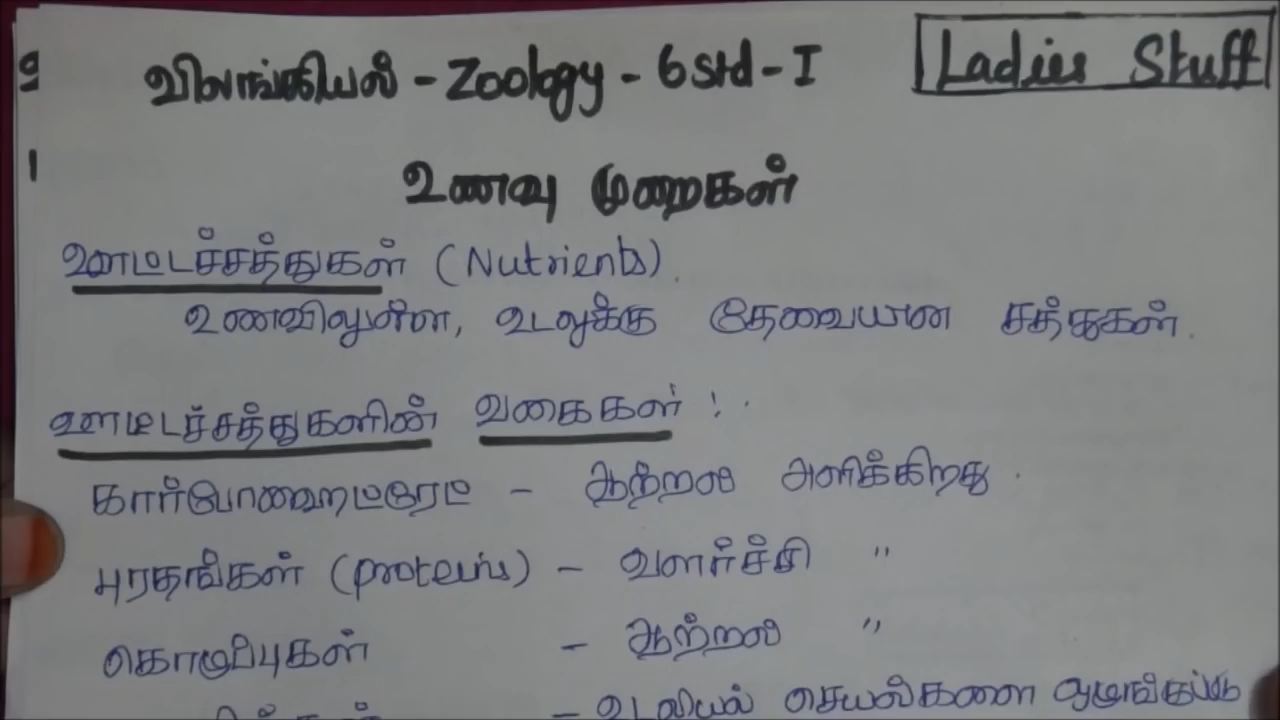 விலங்கியல் - Zoology - 6 Std - I
Ladies Stuff
1
உணவு முறைகள்
ஊட்டச்சத்துகள் (Nutrients).
உணவிலுள்ள, உடலுக்கு தேவையான சத்துகள்.
ஊட்டச்சத்துகளின் வகைகள் :
கார்போஹைட்ரேட் - ஆற்றல் அளிக்கிறது.
புரதங்கள் (proteins) - வளர்ச்சி "
கொழுப்புகள் - ஆற்றல் "
- உடலியல் செயல்களை